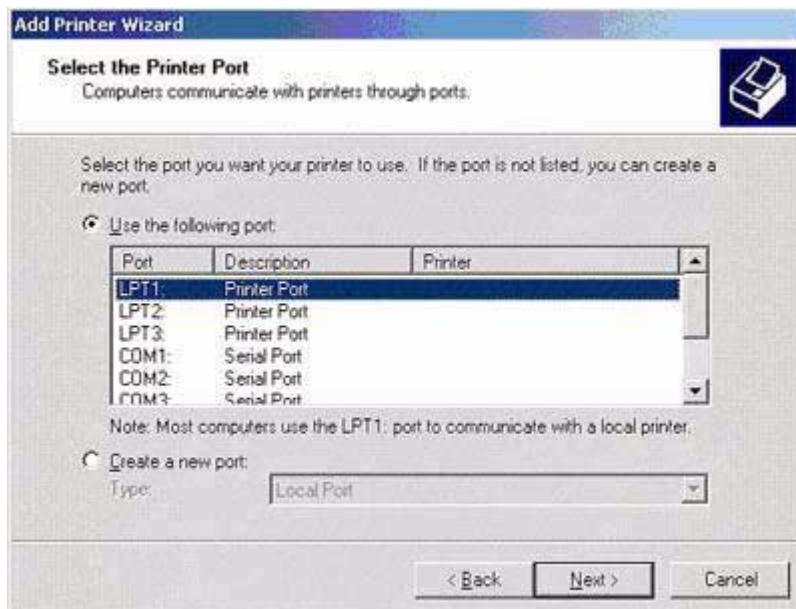 Add Printer Wizard
Select the Printer Port
Computers communicate with printers through ports.
Select the port you want your printer to use. If the port is not listed, you can create a
new port.
Use the following port:
Port Description Printer
LPT1: Printer Port
LPT2: Printer Port
LPT3: Printer Port
COM1: Serial Port
COM2: Serial Port
COM3: Serial Port
Note: Most computers use the LPT1: port to communicate with a local printer.
Create a new port:
Type: Local Port
< Back Next > Cancel